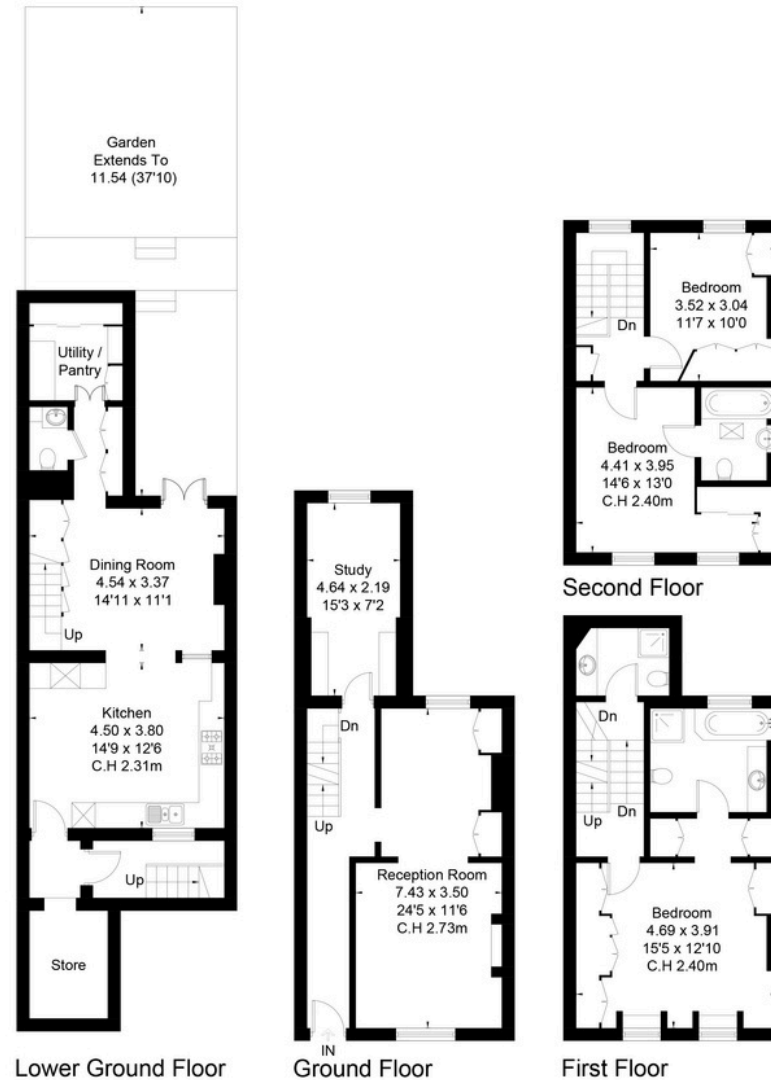 Garden
Extends To
11.54 (37'10)
Utility /
Pantry
Dining Room
4.54 x 3.37
14'11 x 11'1
Up
Kitchen
4.50 x 3.80
14'9 x 12'6
C.H 2.31m
Up
Store
Lower Ground Floor
Study
4.64 x 2.19
15'3 x 7'2
Dn
Up
Reception Room
7.43 x 3.50
24'5 x 11'6
C.H 2.73m
IN
Ground Floor
Bedroom
3.52 x 3.04
11'7 x 10'0
Dn
Bedroom
4.41 x 3.95
14'6 x 13'0
C.H 2.40m
Second Floor
Dn
Up
Dn
Bedroom
4.69 x 3.91
15'5 x 12'10
C.H 2.40m
First Floor